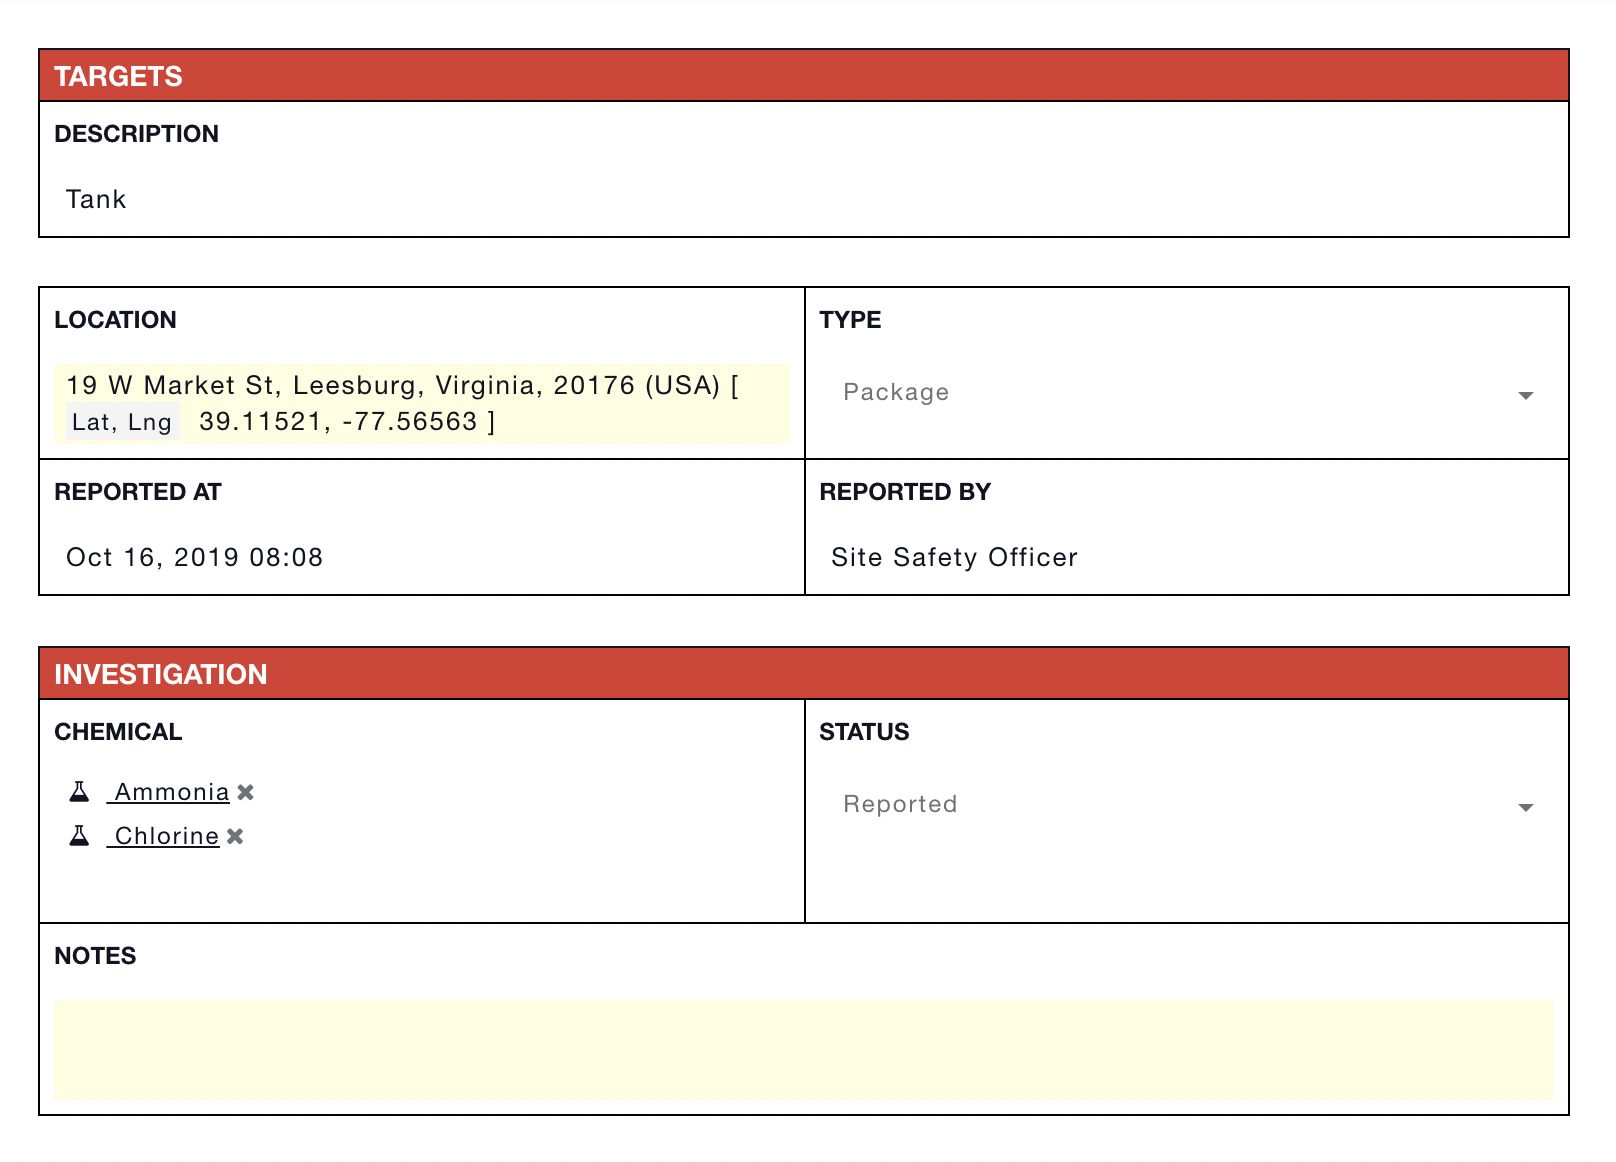 TARGETS
DESCRIPTION
Tank
LOCATION
19 W Market St, Leesburg, Virginia, 20176 (USA) [
Lat, Lng 39.11521, -77.56563 ]
TYPE
Package
REPORTED AT
Oct 16, 2019 08:08
REPORTED BY
Site Safety Officer
INVESTIGATION
CHEMICAL
Ammonia
Chlorine
STATUS
Reported
NOTES